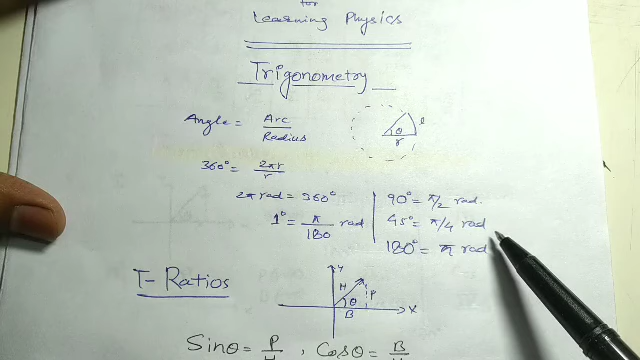 for
Learning Physics
Trigonometry
Angle = Arc / Radius
θ l r
360° = 2πr / r
2π rad = 360°
1° = π / 180 rad
90° = π/2 rad.
45° = π/4 rad
180° = π rad
T-Ratios
Y H P θ B X
Sinθ = P / H , Cosθ = B / H